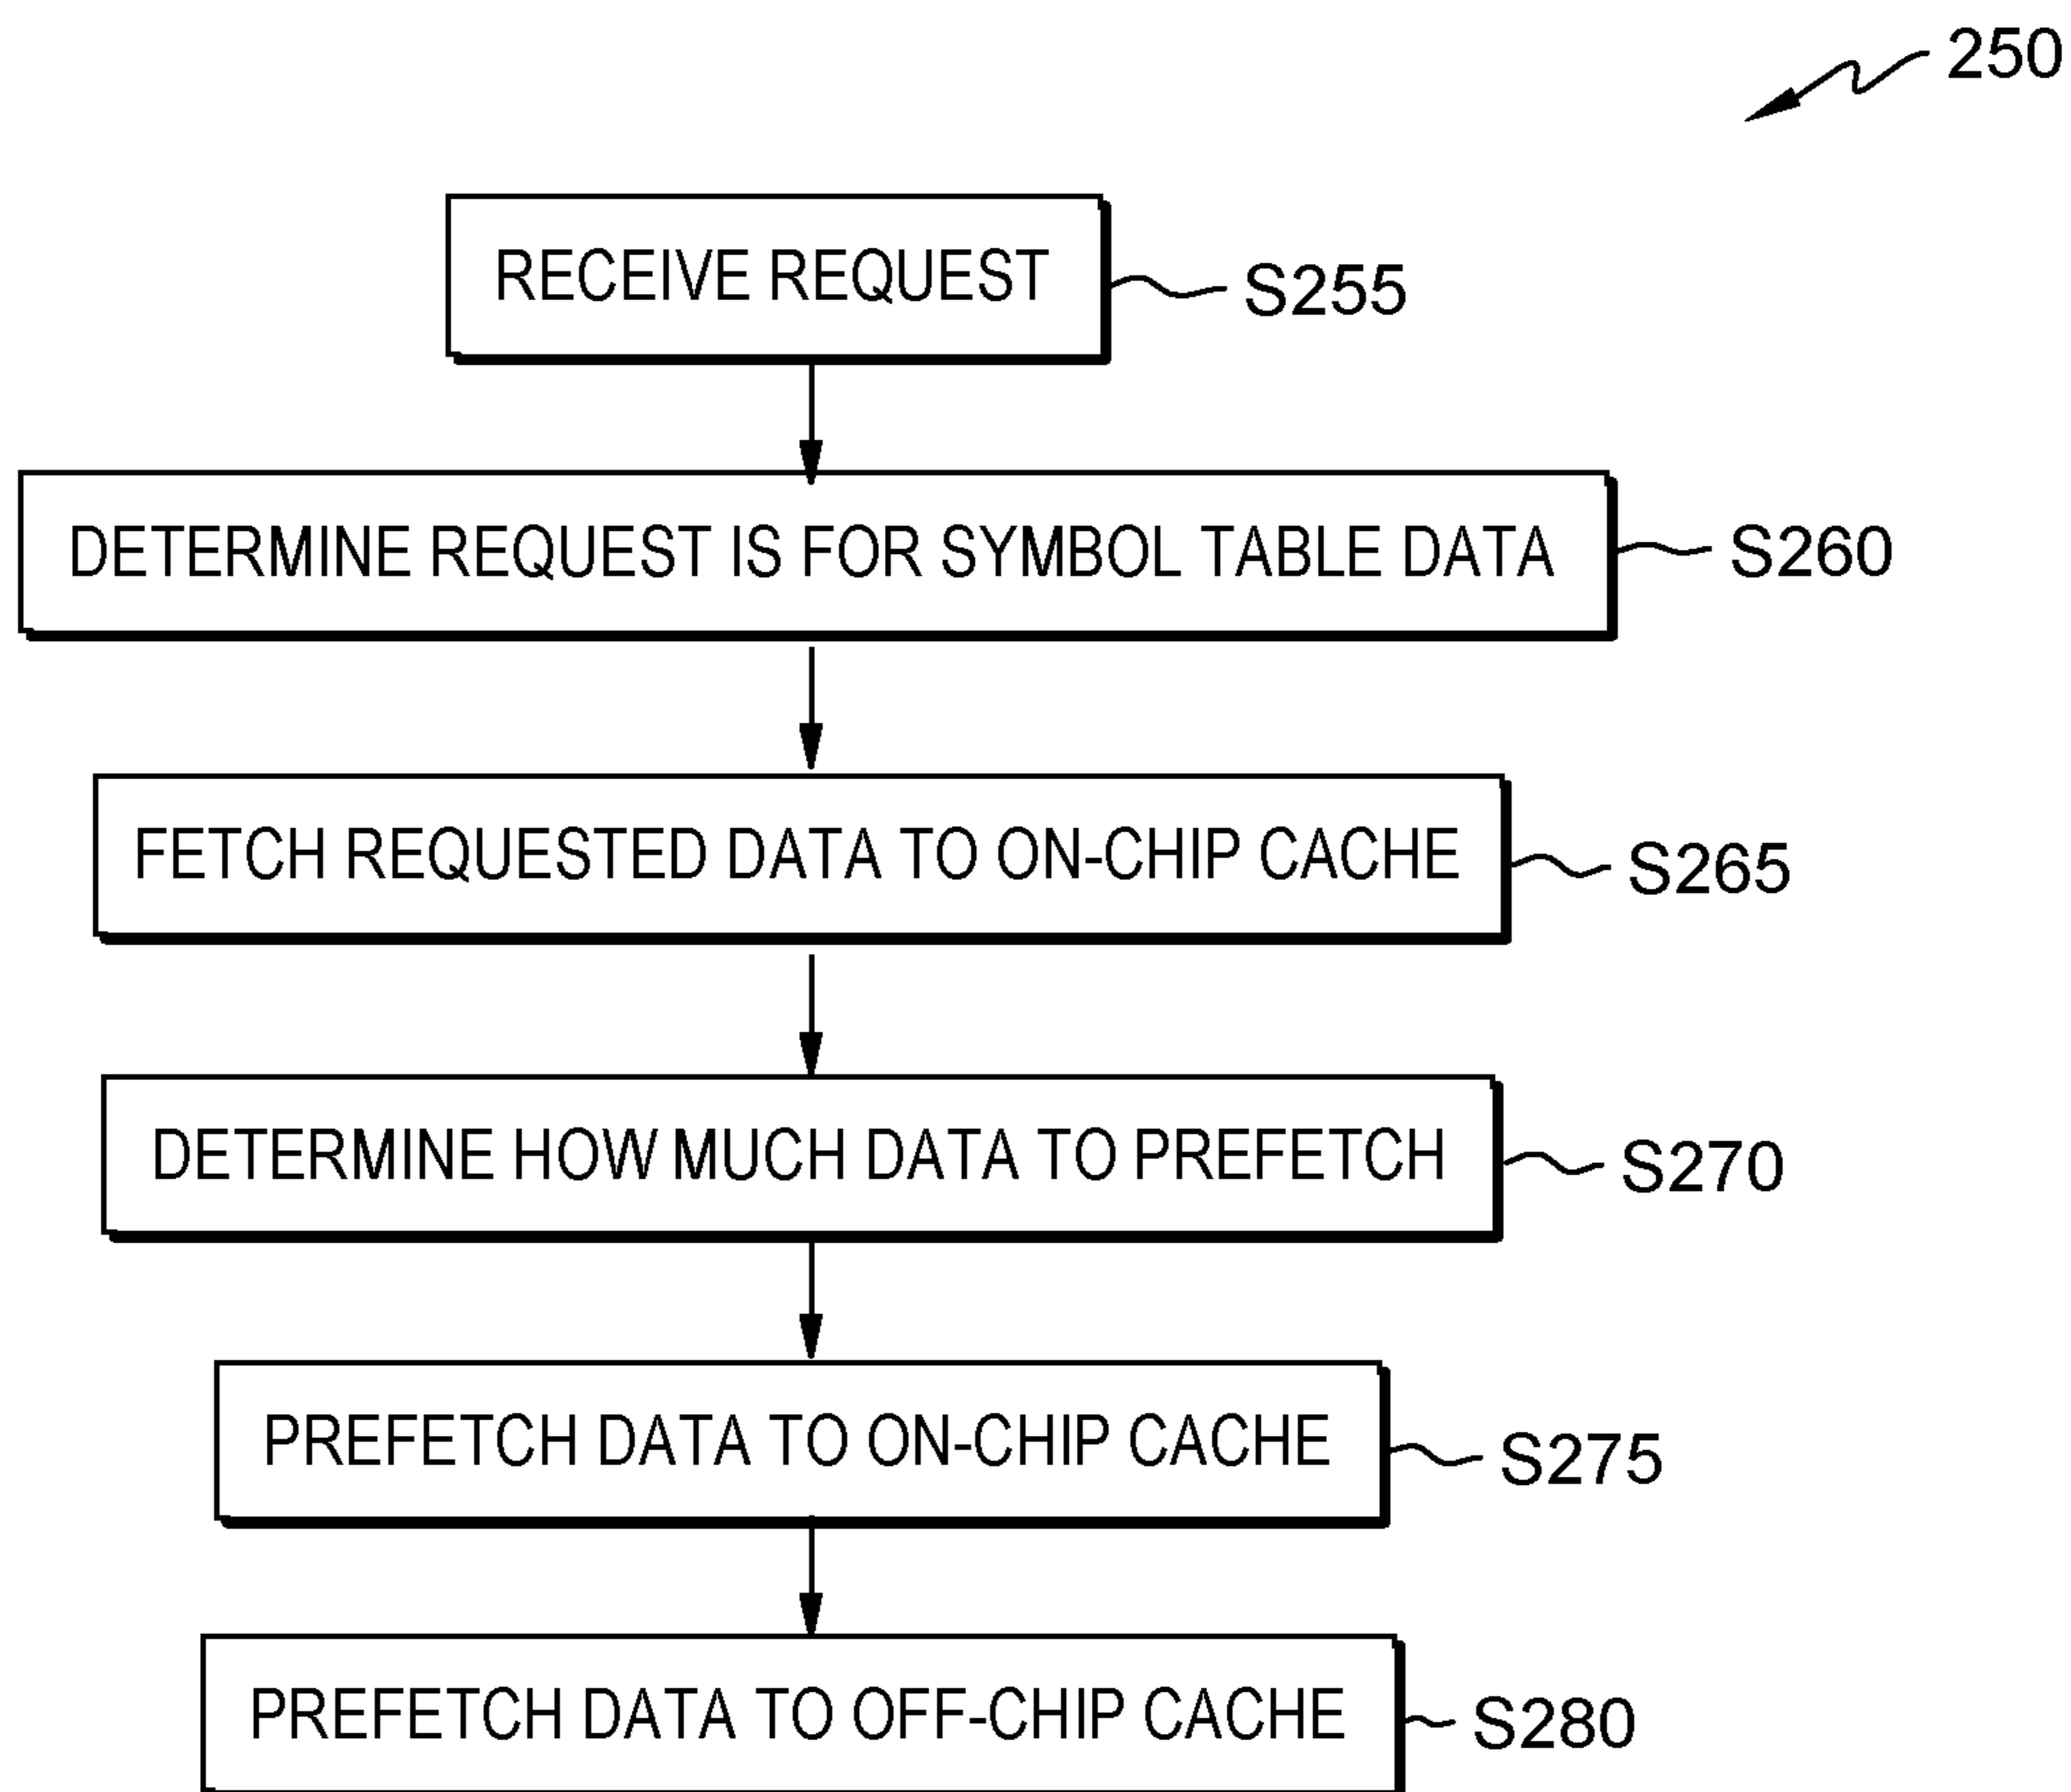 250
RECEIVE REQUEST
S255
DETERMINE REQUEST IS FOR SYMBOL TABLE DATA
S260
FETCH REQUESTED DATA TO ON-CHIP CACHE
S265
DETERMINE HOW MUCH DATA TO PREFETCH
S270
PREFETCH DATA TO ON-CHIP CACHE
S275
PREFETCH DATA TO OFF-CHIP CACHE
S280